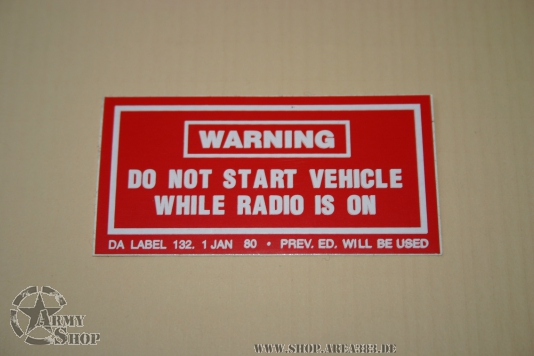 WARNING
DO NOT START VEHICLE
WHILE RADIO IS ON
DA LABEL 132. 1 JAN 80 • PREV. ED. WILL BE USED
ARMY
SHOP
WWW.SHOP.AREA383.DE